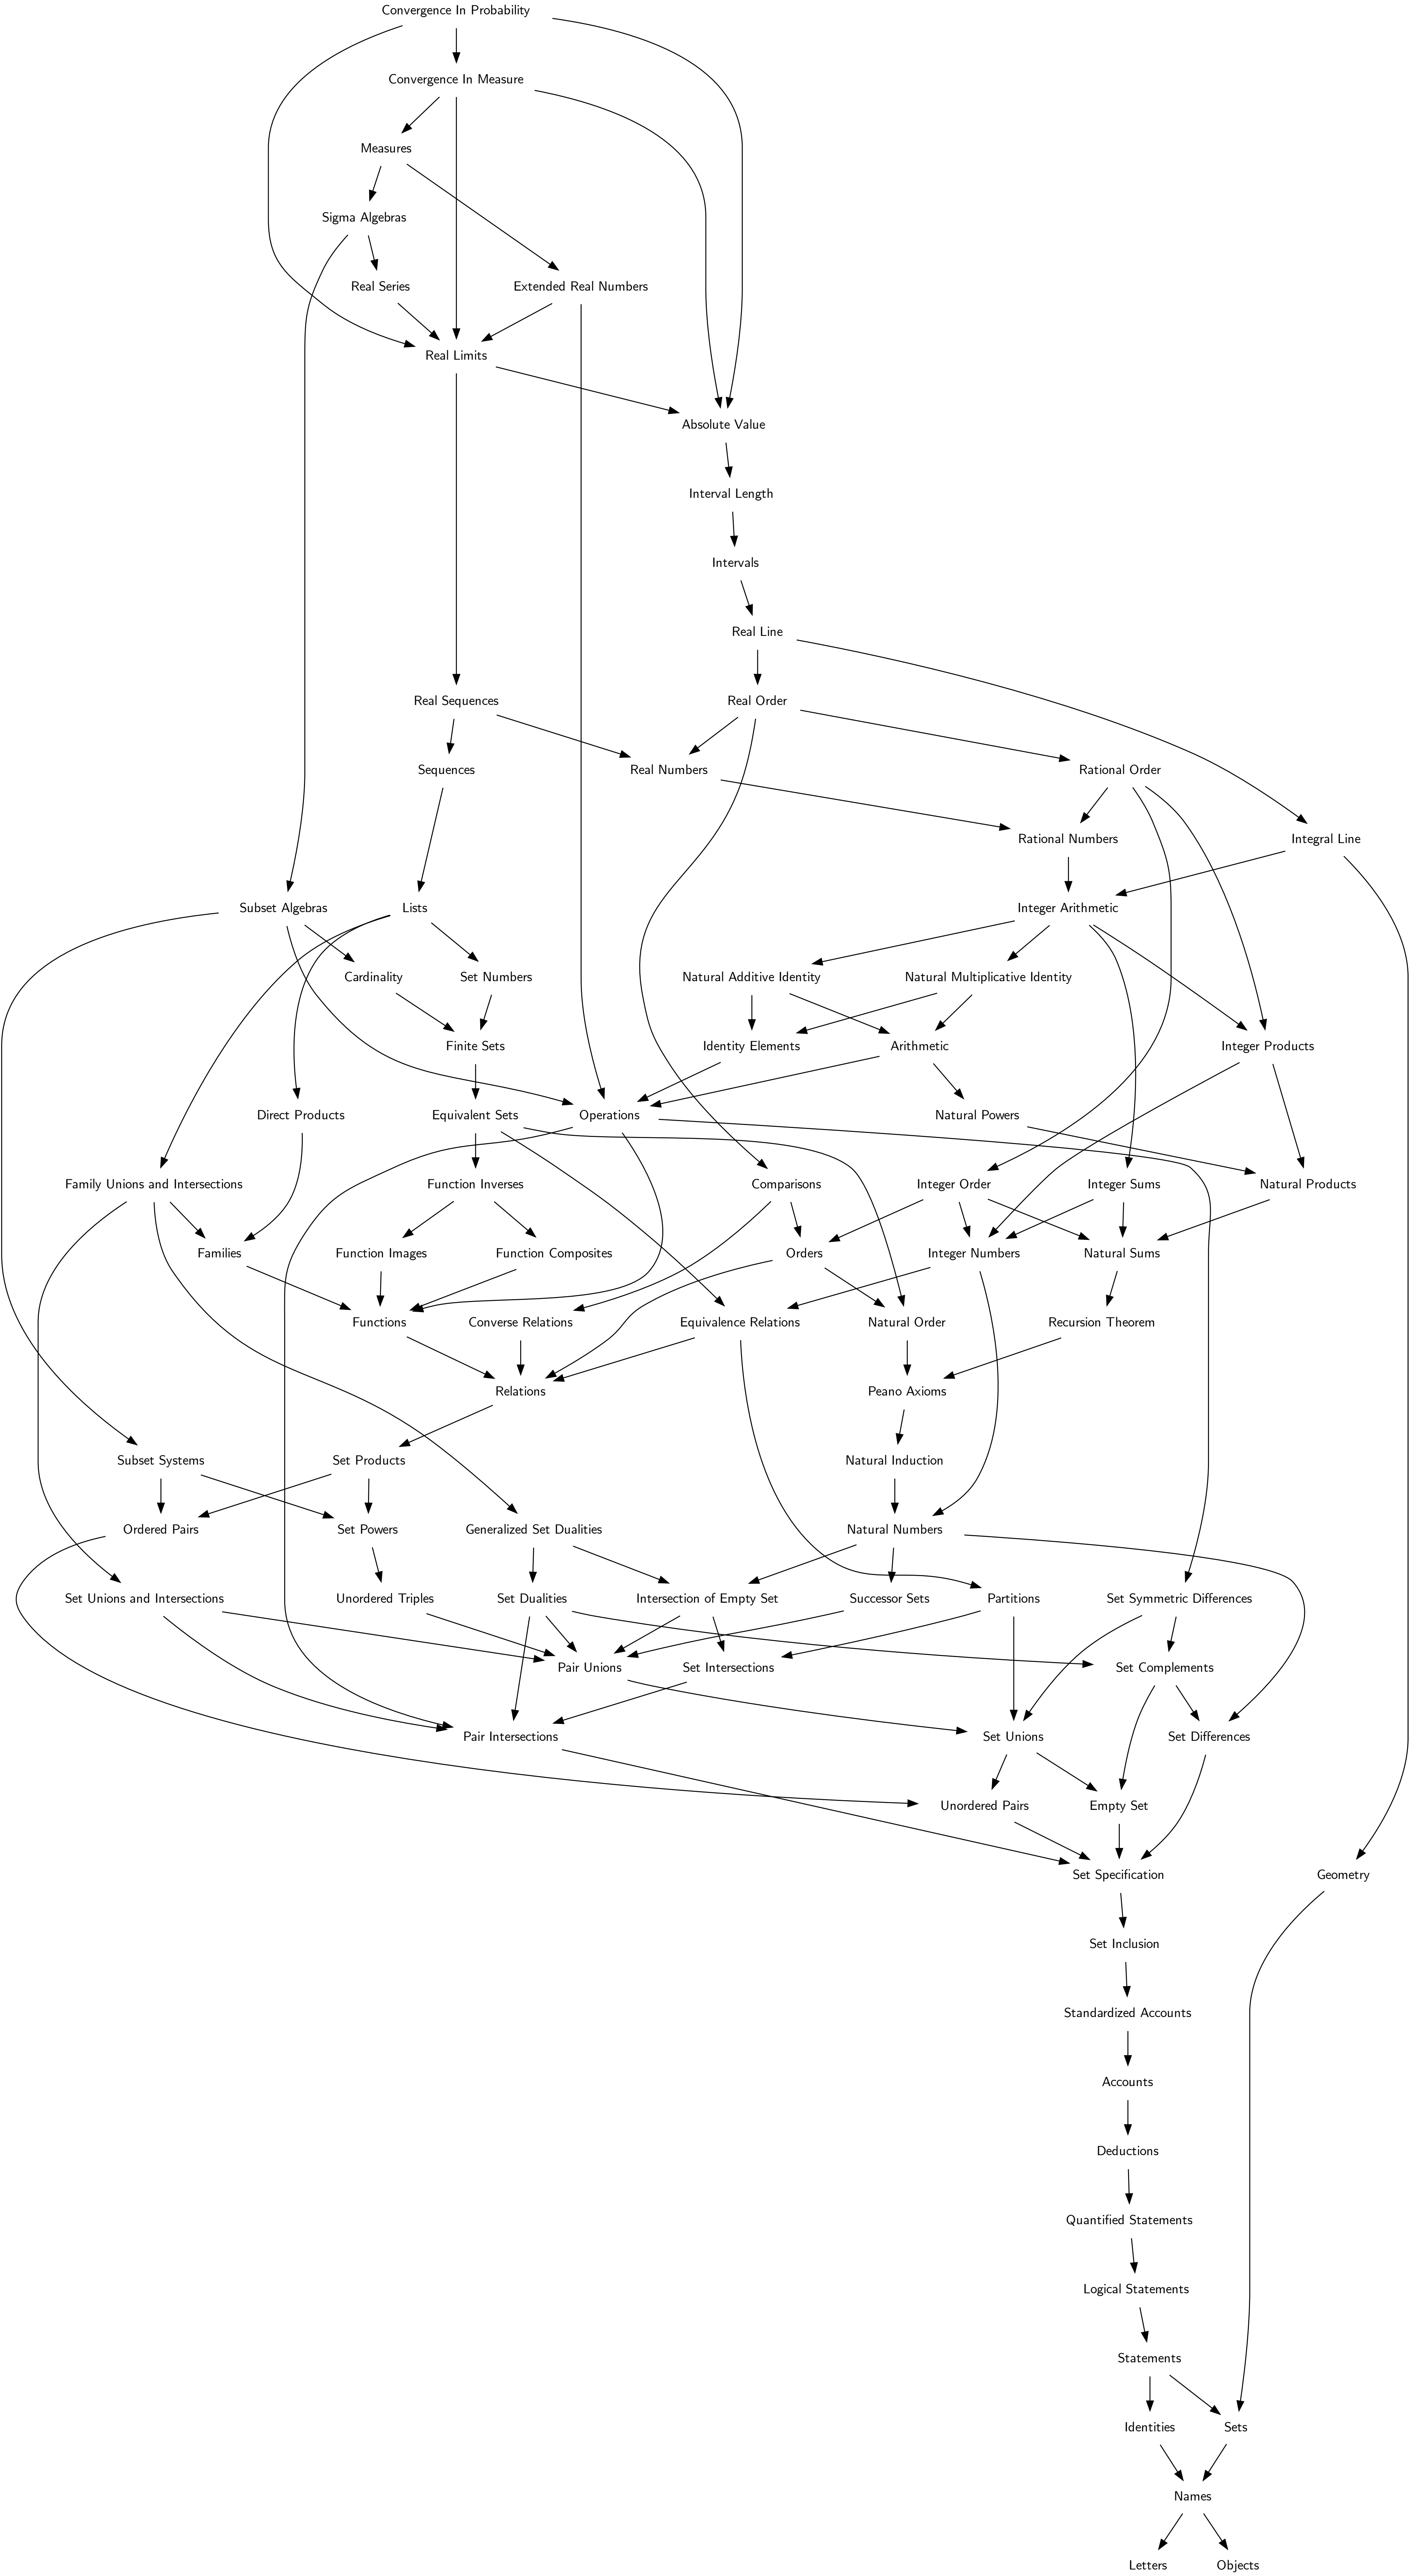 Convergence In Probability
Convergence In Measure
Measures
Sigma Algebras
Real Series
Extended Real Numbers
Real Limits
Absolute Value
Interval Length
Intervals
Real Line
Real Sequences
Real Order
Sequences
Real Numbers
Rational Order
Rational Numbers
Integral Line
Subset Algebras
Lists
Integer Arithmetic
Cardinality
Set Numbers
Natural Additive Identity
Natural Multiplicative Identity
Finite Sets
Identity Elements
Arithmetic
Integer Products
Direct Products
Equivalent Sets
Operations
Natural Powers
Family Unions and Intersections
Function Inverses
Comparisons
Integer Order
Integer Sums
Natural Products
Families
Function Images
Function Composites
Orders
Integer Numbers
Natural Sums
Functions
Converse Relations
Equivalence Relations
Natural Order
Recursion Theorem
Relations
Peano Axioms
Subset Systems
Set Products
Natural Induction
Ordered Pairs
Set Powers
Generalized Set Dualities
Natural Numbers
Set Unions and Intersections
Unordered Triples
Set Dualities
Intersection of Empty Set
Successor Sets
Partitions
Set Symmetric Differences
Pair Unions
Set Intersections
Set Complements
Pair Intersections
Set Unions
Set Differences
Unordered Pairs
Empty Set
Set Specification
Geometry
Set Inclusion
Standardized Accounts
Accounts
Deductions
Quantified Statements
Logical Statements
Statements
Identities
Sets
Names
Letters
Objects